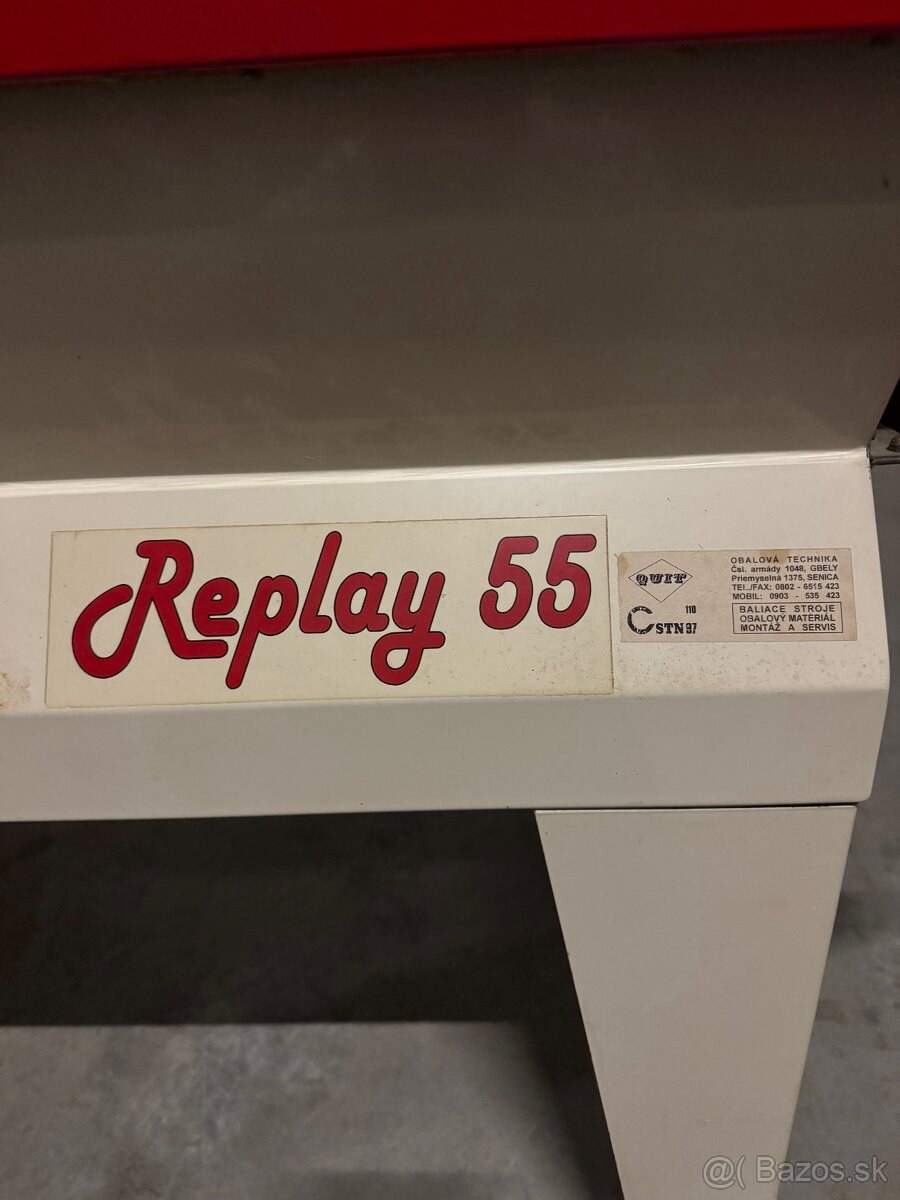 Replay 55
QUIT
110
STN 97
OBALOVÁ TECHNIKA
Čsl. armády 1048, GBELY
Priemyselná 1375, SENICA
TEL./FAX: 0802 - 6515 423
MOBIL: 0903 - 535 423
BALIACE STROJE
OBALOVÝ MATERIÁL
MONTÁŽ A SERVIS
@( Bazos.sk